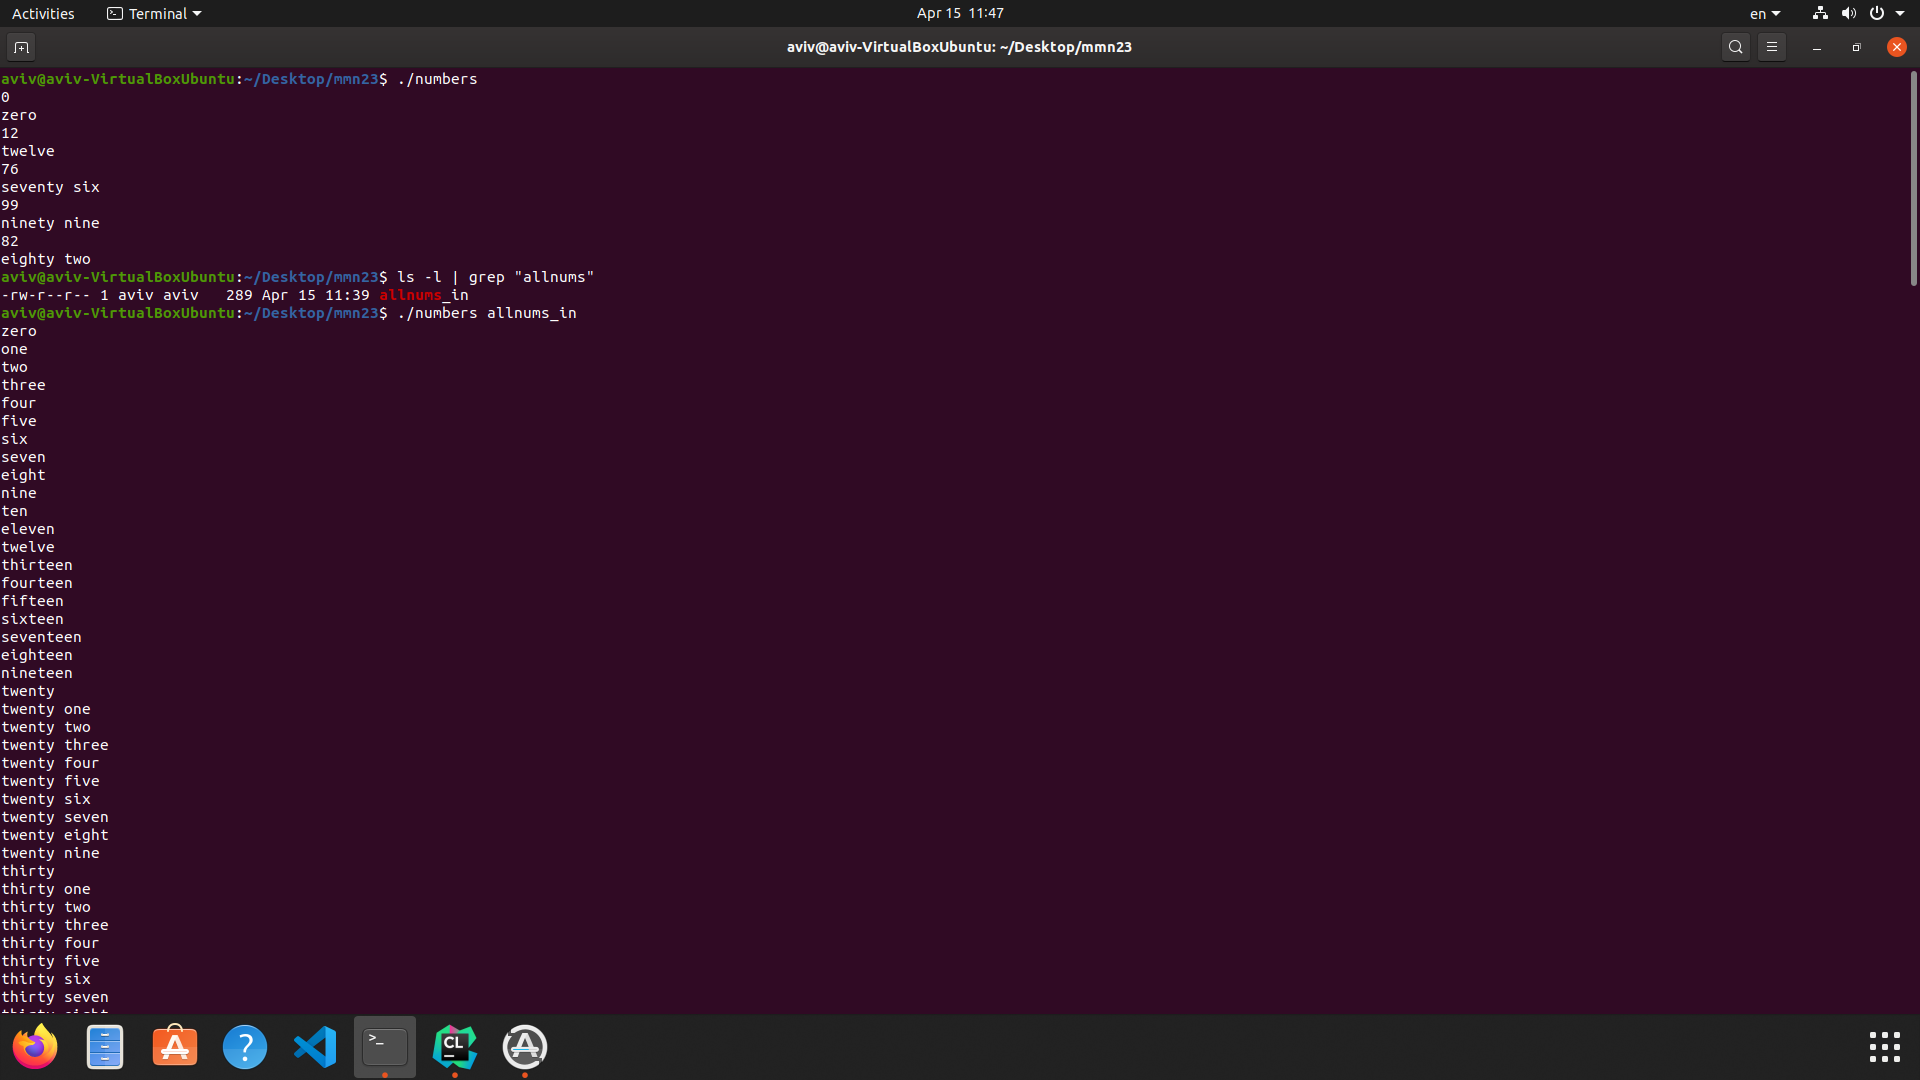 Activities
Terminal
Apr 15 11:47
en
aviv@aviv-VirtualBoxUbuntu: ~/Desktop/mmn23
aviv@aviv-VirtualBoxUbuntu:~/Desktop/mmn23$ ./numbers
0
zero
12
twelve
76
seventy six
99
ninety nine
82
eighty two
aviv@aviv-VirtualBoxUbuntu:~/Desktop/mmn23$ ls -l | grep "allnums"
-rw-r--r-- 1 aviv aviv   289 Apr 15 11:39 allnums_in
aviv@aviv-VirtualBoxUbuntu:~/Desktop/mmn23$ ./numbers allnums_in
zero
one
two
three
four
five
six
seven
eight
nine
ten
eleven
twelve
thirteen
fourteen
fifteen
sixteen
seventeen
eighteen
nineteen
twenty
twenty one
twenty two
twenty three
twenty four
twenty five
twenty six
twenty seven
twenty eight
twenty nine
thirty
thirty one
thirty two
thirty three
thirty four
thirty five
thirty six
thirty seven
thirty eight
?
>_
CL